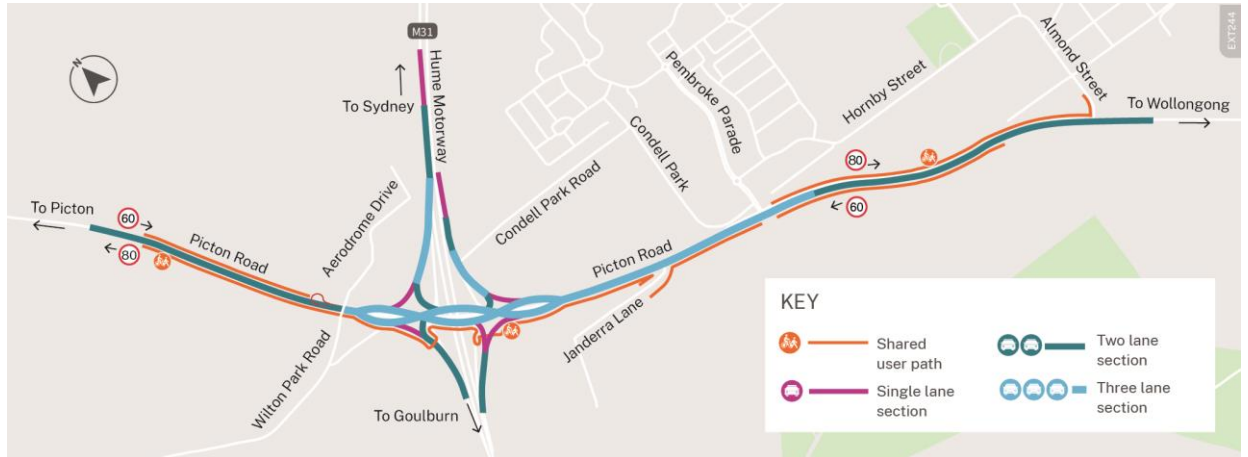 EXT244
M31
N
Hume Motorway
To Sydney
Pembroke Parade
Hornby Street
Almond Street
To Wollongong
Condell Park
80
60
Condell Park Road
Aerodrome Drive
To Picton
60
80
Picton Road
Picton Road
Janderra Lane
Wilton Park Road
To Goulburn
KEY
Shared
user path
Single lane
section
Two lane
section
Three lane
section